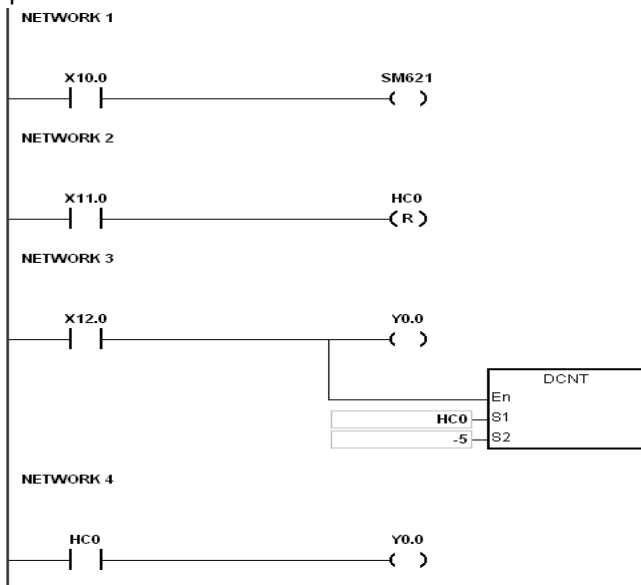 NETWORK 1
X10.0 SM621
NETWORK 2
X11.0 HC0
R
NETWORK 3
X12.0 Y0.0
DCNT
En
HC0 S1
-5 S2
NETWORK 4
HC0 Y0.0